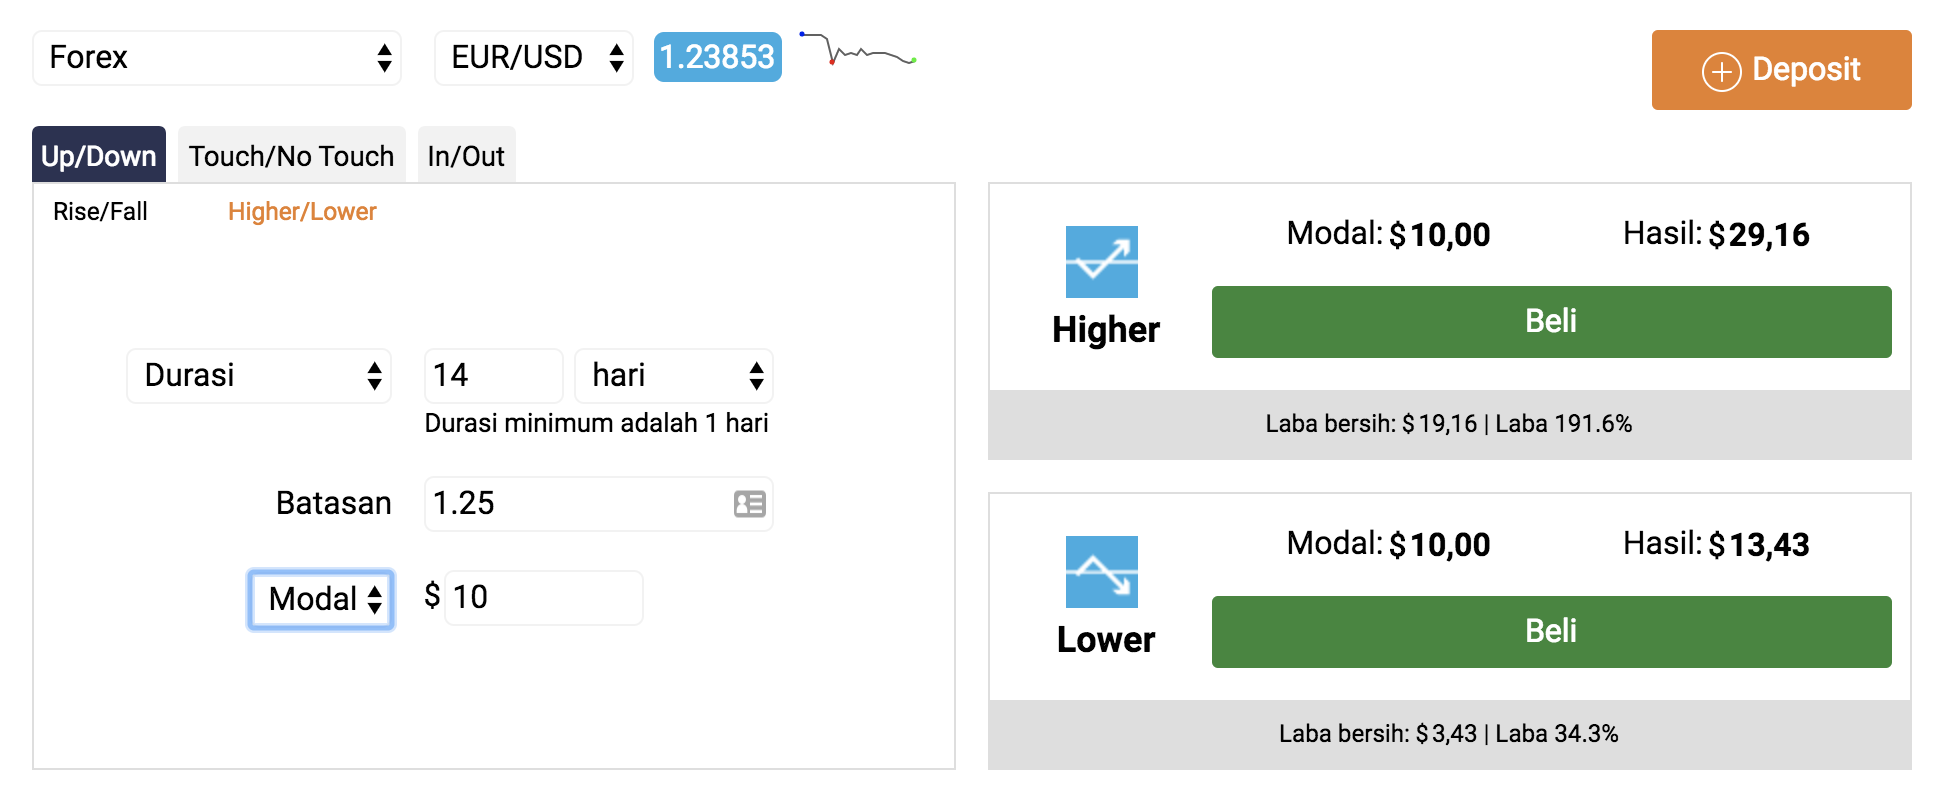 Forex EUR/USD 1.23853
Deposit
Up/Down Touch/No Touch In/Out
Rise/Fall Higher/Lower
Durasi 14 hari
Durasi minimum adalah 1 hari
Batasan 1.25
Modal $ 10
Modal: $10,00 Hasil: $29,16
Higher
Beli
Laba bersih: $19,16 | Laba 191.6%
Modal: $10,00 Hasil: $13,43
Lower
Beli
Laba bersih: $3,43 | Laba 34.3%